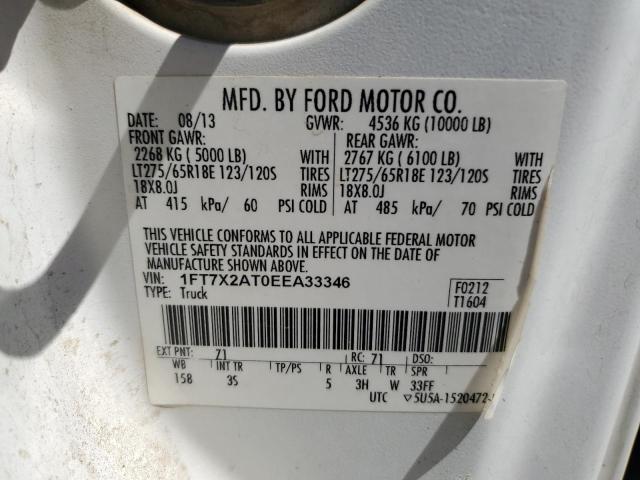 MFD. BY FORD MOTOR CO.
DATE: 08/13 GVWR: 4536 KG (10000 LB)
FRONT GAWR: REAR GAWR:
2268 KG ( 5000 LB) WITH 2767 KG ( 6100 LB) WITH
LT275/65R18E 123/120S TIRES LT275/65R18E 123/120S TIRES
18X8.0J RIMS 18X8.0J RIMS
AT 415 kPa/ 60 PSI COLD AT 485 kPa/ 70 PSI COLD
THIS VEHICLE CONFORMS TO ALL APPLICABLE FEDERAL MOTOR
VEHICLE SAFETY STANDARDS IN EFFECT ON THE DATE OF
MANUFACTURE SHOWN ABOVE.
VIN: 1FT7X2AT0EEA33346 F0212
TYPE: Truck T1604
EXT PNT: Z1 RC: 71 DSO:
WB INT TR TP/PS R AXLE TR SPR
158 3S 5 3H W 33FF
UTC ▽5U5A-1520472-